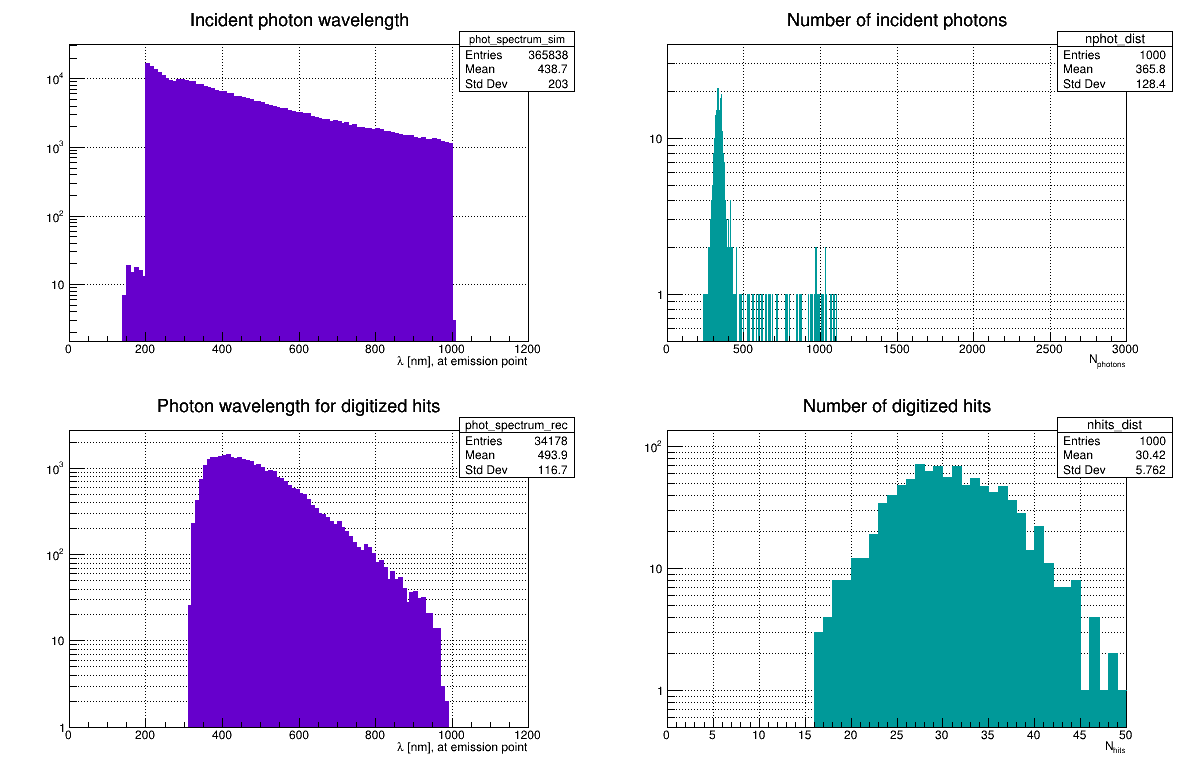 Incident photon wavelength
phot_spectrum_sim
Entries 365838
Mean 438.7
Std Dev 203
10⁴
10³
10²
10
0 200 400 600 800 1000 1200
λ [nm], at emission point
Number of incident photons
nphot_dist
Entries 1000
Mean 365.8
Std Dev 128.4
10
1
0 500 1000 1500 2000 2500 3000
N_photons
Photon wavelength for digitized hits
phot_spectrum_rec
Entries 34178
Mean 493.9
Std Dev 116.7
10³
10²
10
1
0 200 400 600 800 1000 1200
λ [nm], at emission point
Number of digitized hits
nhits_dist
Entries 1000
Mean 30.42
Std Dev 5.762
10²
10
1
0 5 10 15 20 25 30 35 40 45 50
N_hits